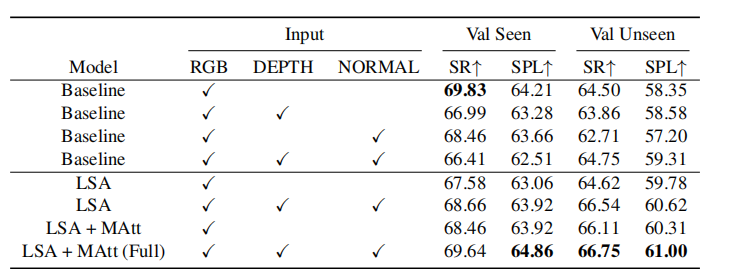 Input Val Seen Val Unseen
Model RGB DEPTH NORMAL SR↑ SPL↑ SR↑ SPL↑
Baseline ✓ 69.83 64.21 64.50 58.35
Baseline ✓ ✓ 66.99 63.28 63.86 58.58
Baseline ✓ ✓ 68.46 63.66 62.71 57.20
Baseline ✓ ✓ ✓ 66.41 62.51 64.75 59.31
LSA ✓ 67.58 63.06 64.62 59.78
LSA ✓ ✓ ✓ 68.66 63.92 66.54 60.62
LSA + MAtt ✓ 68.46 63.92 66.11 60.31
LSA + MAtt (Full) ✓ ✓ ✓ 69.64 64.86 66.75 61.00